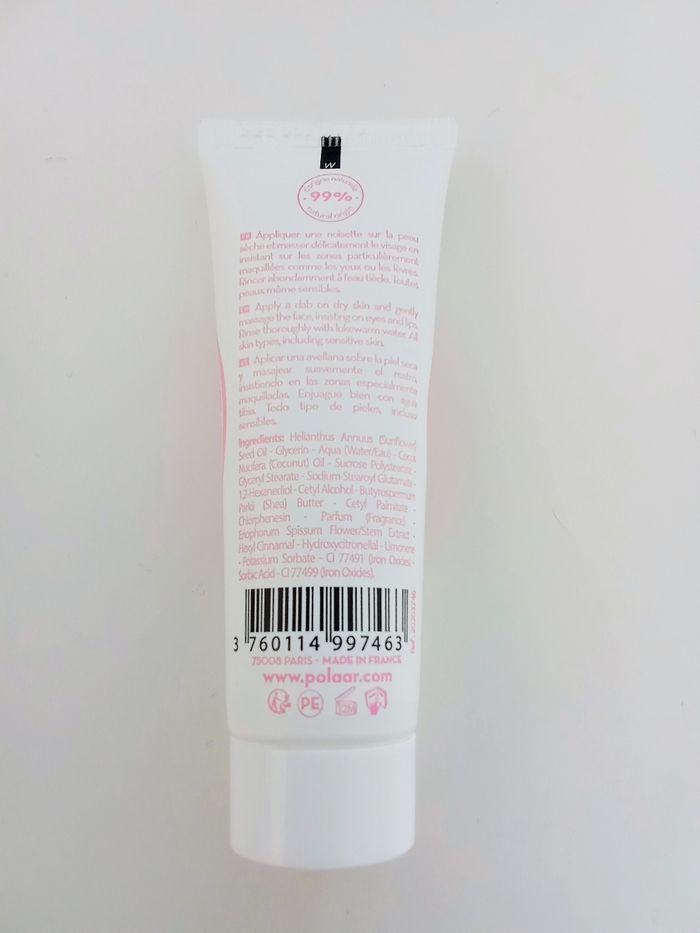 origine naturelle
99%
natural origin
FR Appliquer une noisette sur la peau
sèche et masser délicatement le visage en
insistant sur les zones particulièrement
maquillées comme les yeux ou les lèvres.
Rincer abondamment à l'eau tiède. Toutes
peaux même sensibles.
EN Apply a dab on dry skin and gently
massage the face, insisting on eyes and lips.
Rinse thoroughly with lukewarm water. All
skin types, including sensitive skin.
ES Aplicar una avellana sobre la piel seca
y masajear suavemente el rostro,
insistiendo en las zonas especialmente
maquilladas. Enjuague bien con agua
tibia. Todo tipo de pieles, incluso
sensibles.
Ingredients: Helianthus Annuus (Sunflower)
Seed Oil - Glycerin - Aqua (Water/Eau) - Cocos
Nucifera (Coconut) Oil - Sucrose Polystearate -
Glyceryl Stearate - Sodium Stearoyl Glutamate -
1,2-Hexanediol - Cetyl Alcohol - Butyrospermum
Parkii (Shea) Butter - Cetyl Palmitate -
Chlorphenesin - Parfum (Fragrance) -
Eriophorum Spissum Flower/Stem Extract -
Hexyl Cinnamal - Hydroxycitronellal - Limonene
- Potassium Sorbate - CI 77491 (Iron Oxides) -
Sorbic Acid - CI 77499 (Iron Oxides).
3 760114 997463
75008 PARIS - MADE IN FRANCE
www.polaar.com
PE
12M